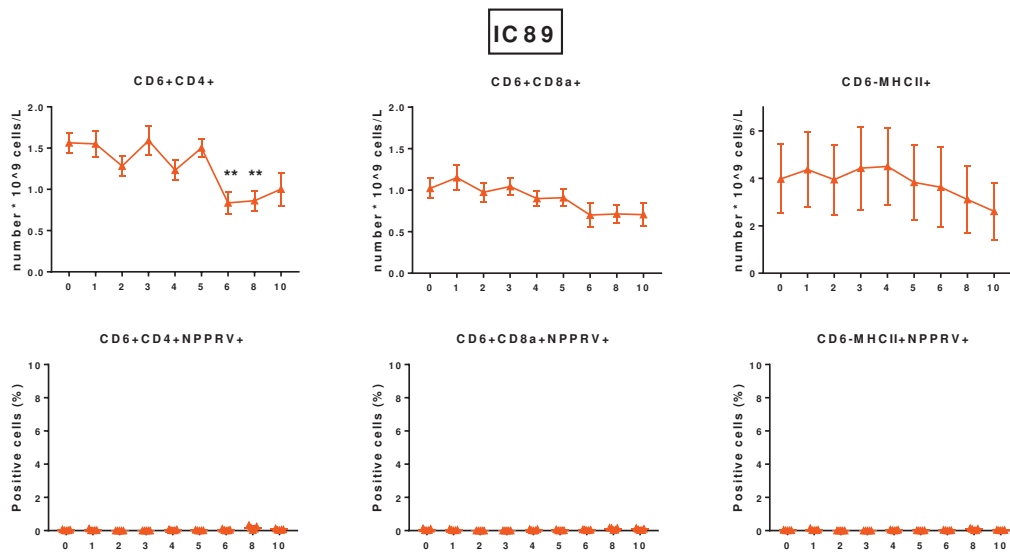 IC89
CD6+CD4+
CD6+CD8a+
CD6-MHCII+
number * 10^9 cells/L
2.0
1.5
1.0
0.5
0.0
** **
0 1 2 3 4 5 6 8 10
number * 10^9 cells/L
2.0
1.5
1.0
0.5
0.0
0 1 2 3 4 5 6 8 10
number * 10^9 cells/L
6
4
2
0
0 1 2 3 4 5 6 8 10
CD6+CD4+NPPRV+
CD6+CD8a+NPPRV+
CD6-MHCII+NPPRV+
Positive cells (%)
10
8
6
4
2
0
0 1 2 3 4 5 6 8 10
Positive cells (%)
10
8
6
4
2
0
0 1 2 3 4 5 6 8 10
Positive cells (%)
10
8
6
4
2
0
0 1 2 3 4 5 6 8 10